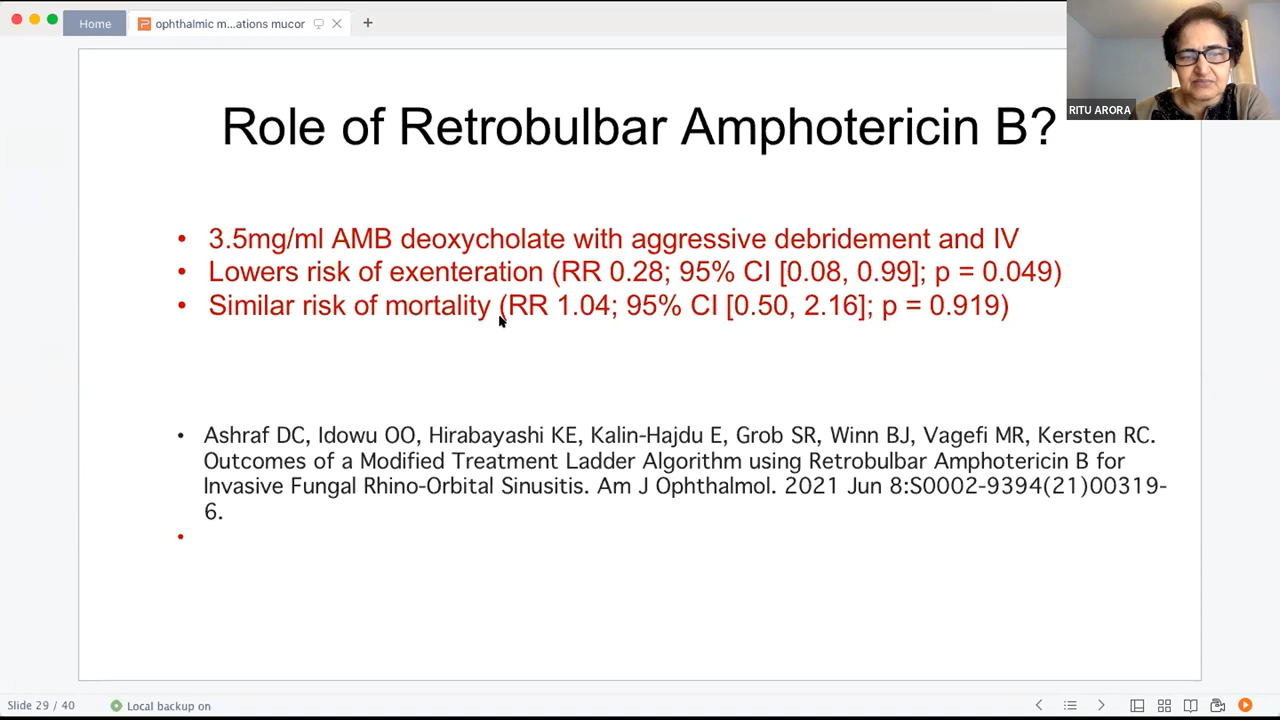 Home
ophthalmic m...ations mucor
RITU ARORA
Role of Retrobulbar Amphotericin B?
• 3.5mg/ml AMB deoxycholate with aggressive debridement and IV
• Lowers risk of exenteration (RR 0.28; 95% CI [0.08, 0.99]; p = 0.049)
• Similar risk of mortality (RR 1.04; 95% CI [0.50, 2.16]; p = 0.919)
• Ashraf DC, Idowu OO, Hirabayashi KE, Kalin-Hajdu E, Grob SR, Winn BJ, Vagefi MR, Kersten RC.
Outcomes of a Modified Treatment Ladder Algorithm using Retrobulbar Amphotericin B for
Invasive Fungal Rhino-Orbital Sinusitis. Am J Ophthalmol. 2021 Jun 8:S0002-9394(21)00319-
6.
•
Slide 29 / 40
Local backup on